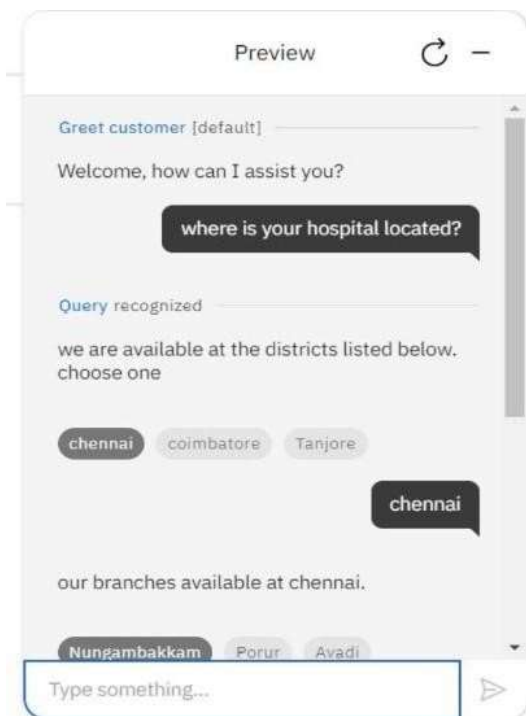 Preview
Greet customer [default]
Welcome, how can I assist you?
where is your hospital located?
Query recognized
we are available at the districts listed below.
choose one
chennai coimbatore Tanjore
chennai
our branches available at chennai.
Nungambakkam Porur Avadi
Type something...